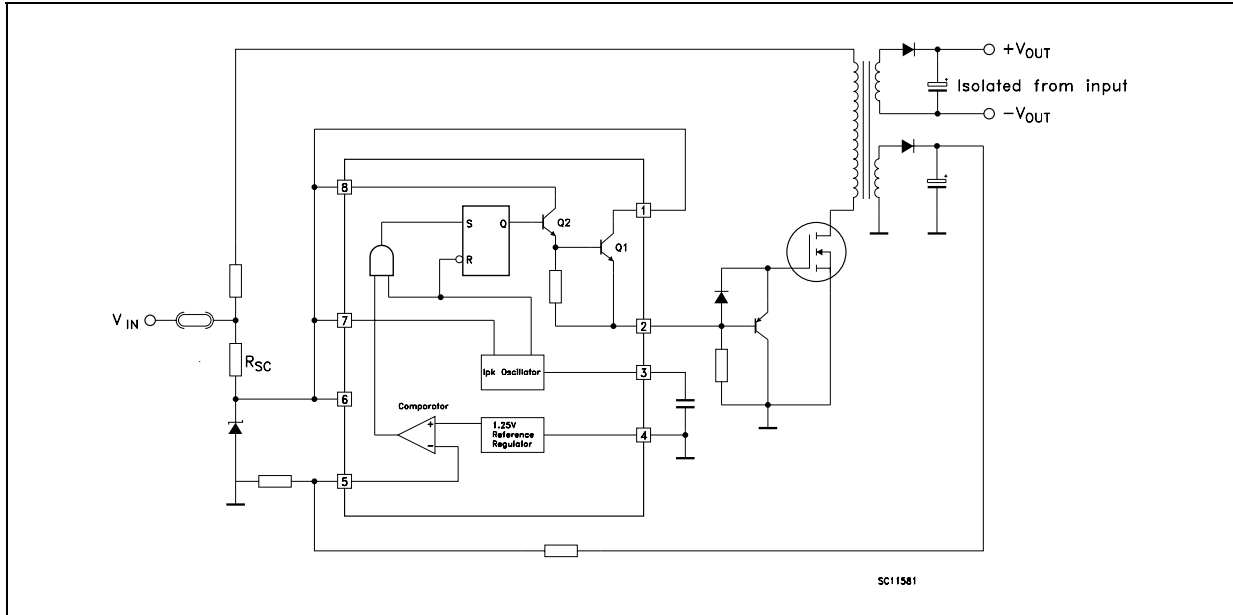 +VOUT
Isolated from input
-VOUT
8
1
S
Q
Q2
R
Q1
VIN
7
2
RSC
Ipk Oscillator
3
6
Comparator
+
1.25V
Reference
Regulator
4
-
5
SC11581